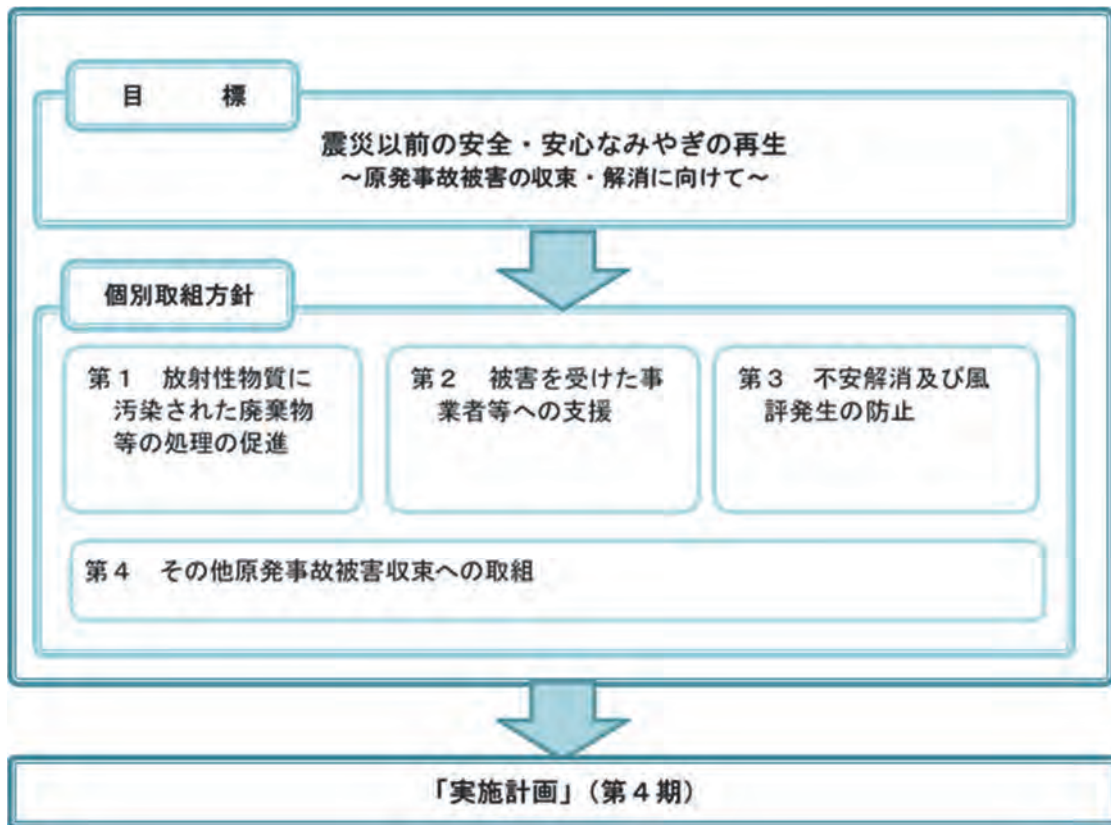 目　標
震災以前の安全・安心なみやぎの再生
～原発事故被害の収束・解消に向けて～
個別取組方針
第１　放射性物質に
汚染された廃棄物
等の処理の促進
第２　被害を受けた事
業者等への支援
第３　不安解消及び風
評発生の防止
第４　その他原発事故被害収束への取組
「実施計画」（第４期）